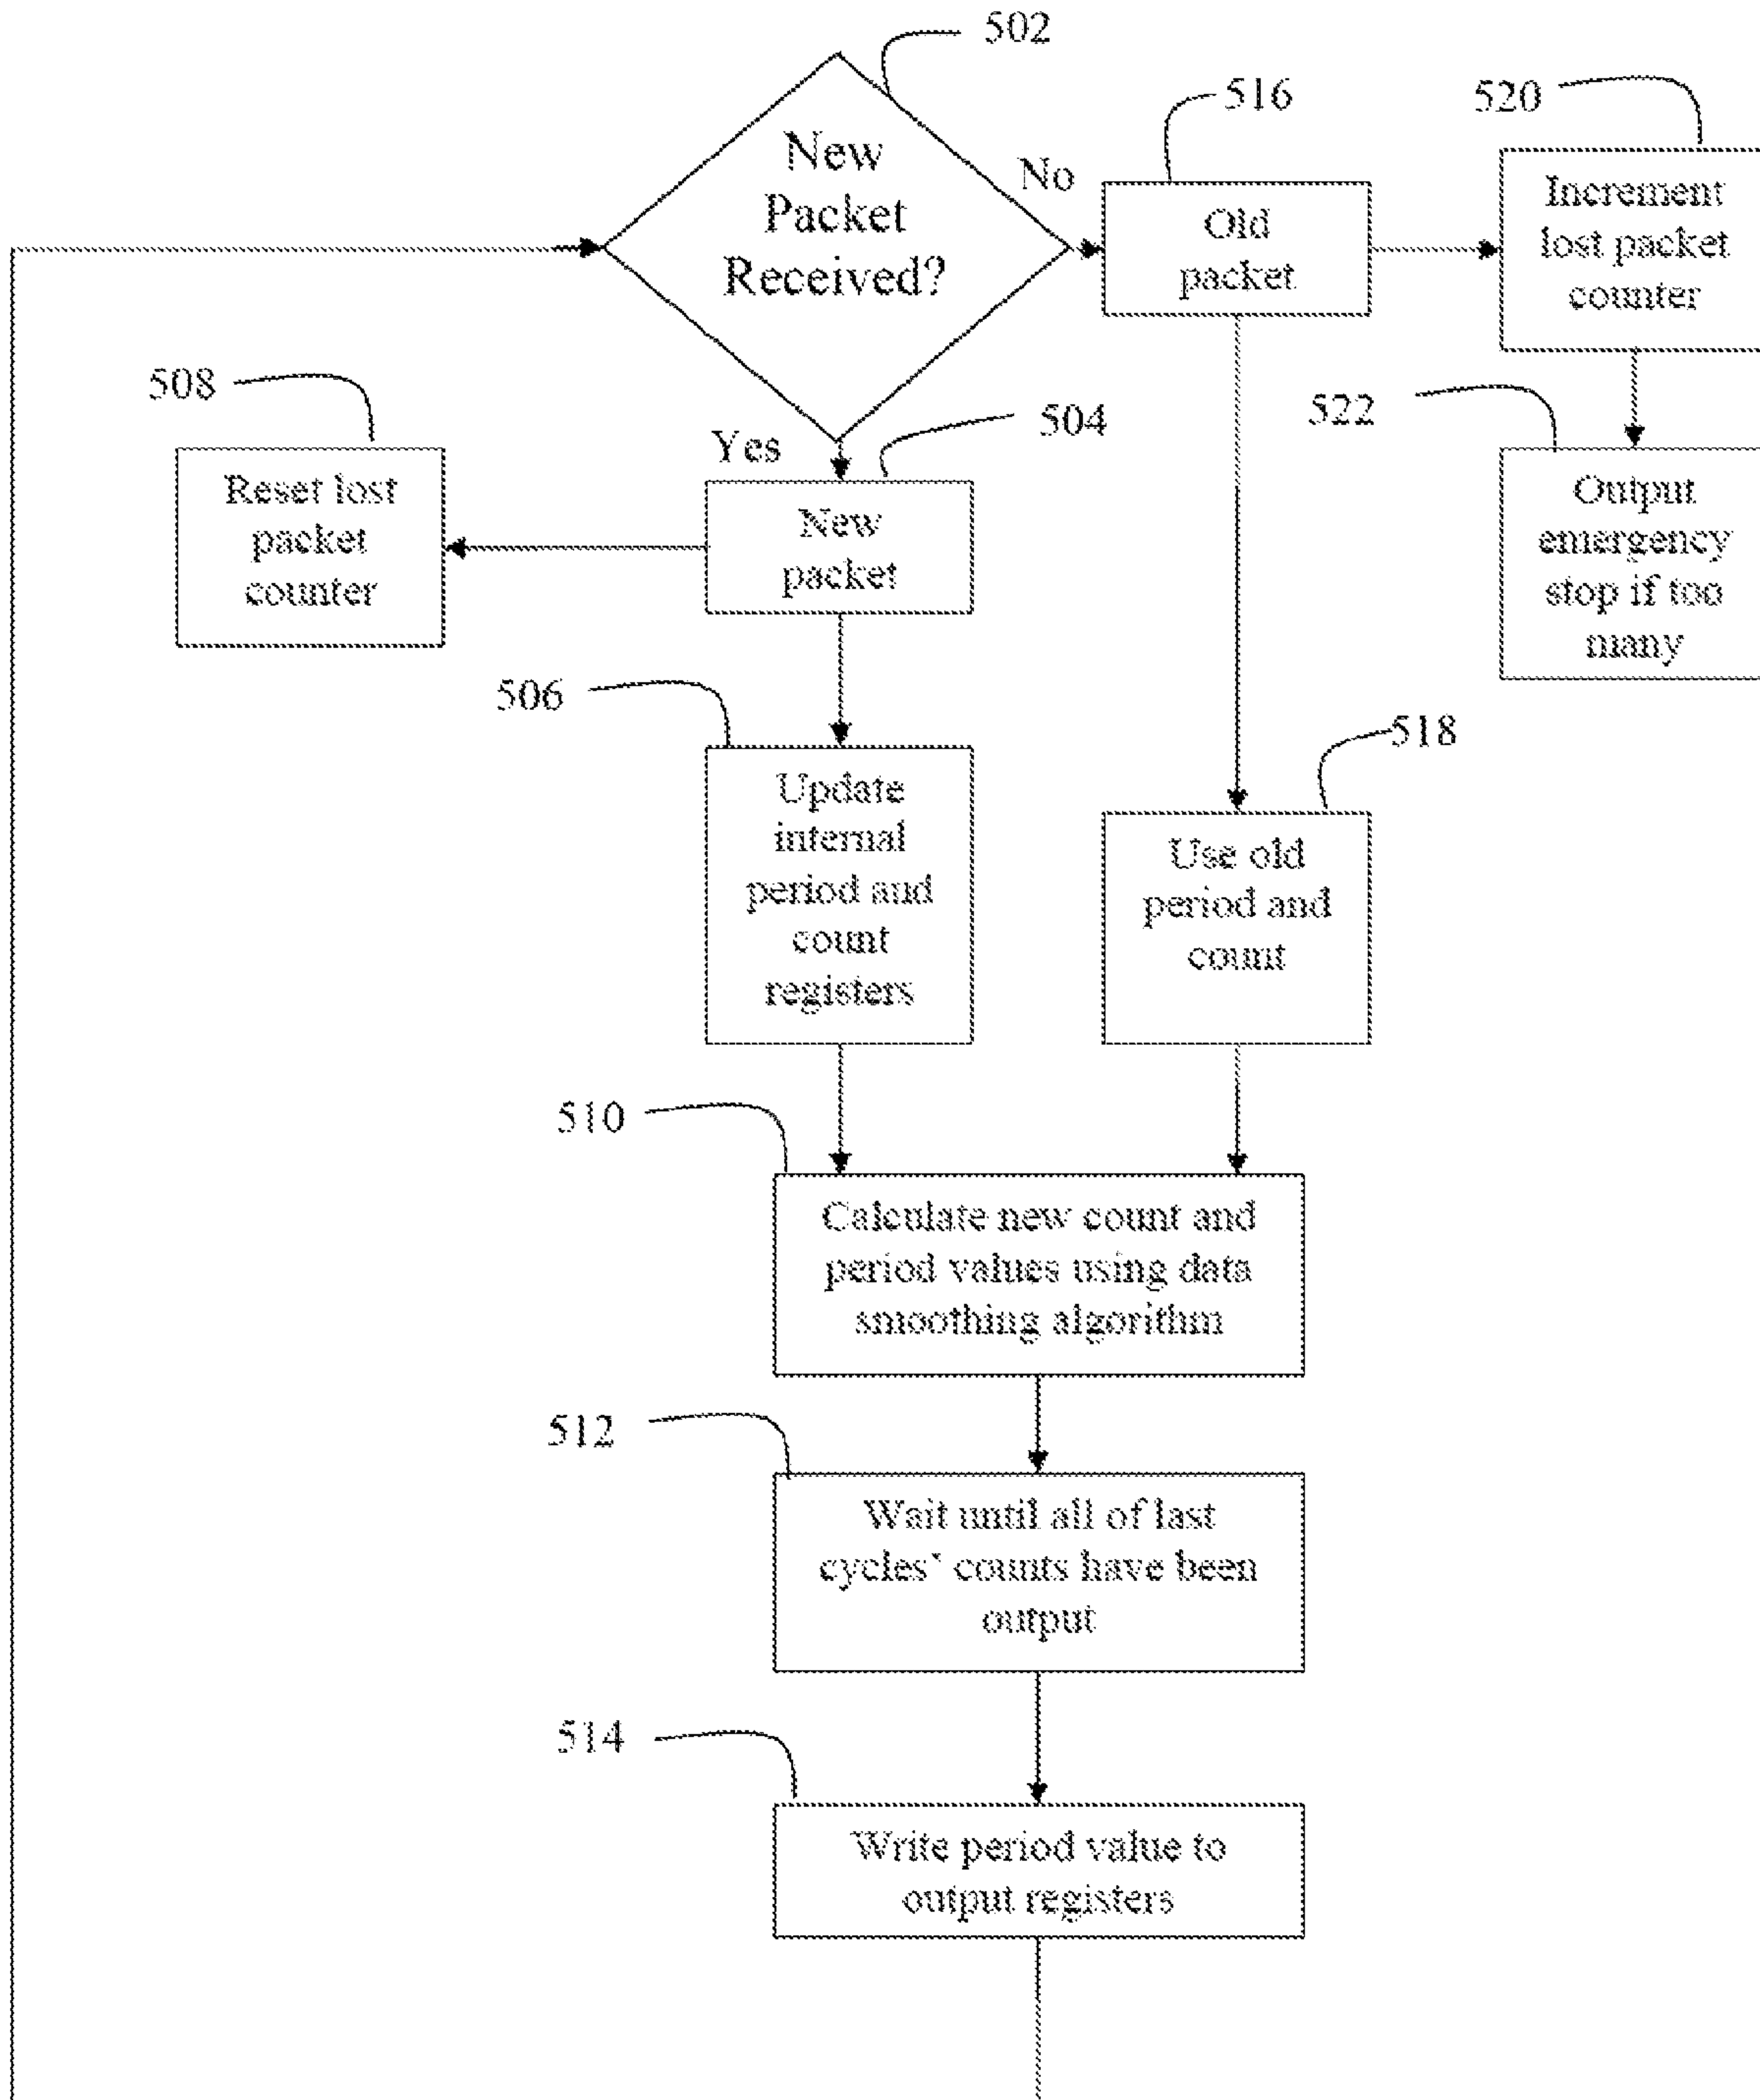 502
New
Packet
Received?
No
516
Old
packet
520
Increment
lost packet
counter
508
Reset lost
packet
counter
Yes
504
New
packet
522
Output
emergency
stop if too
many
506
Update
internal
period and
count
registers
518
Use old
period and
count
510
Calculate new count and
period values using data
smoothing algorithm
512
Wait until all of last
cycles' counts have been
output
514
Write period value to
output registers